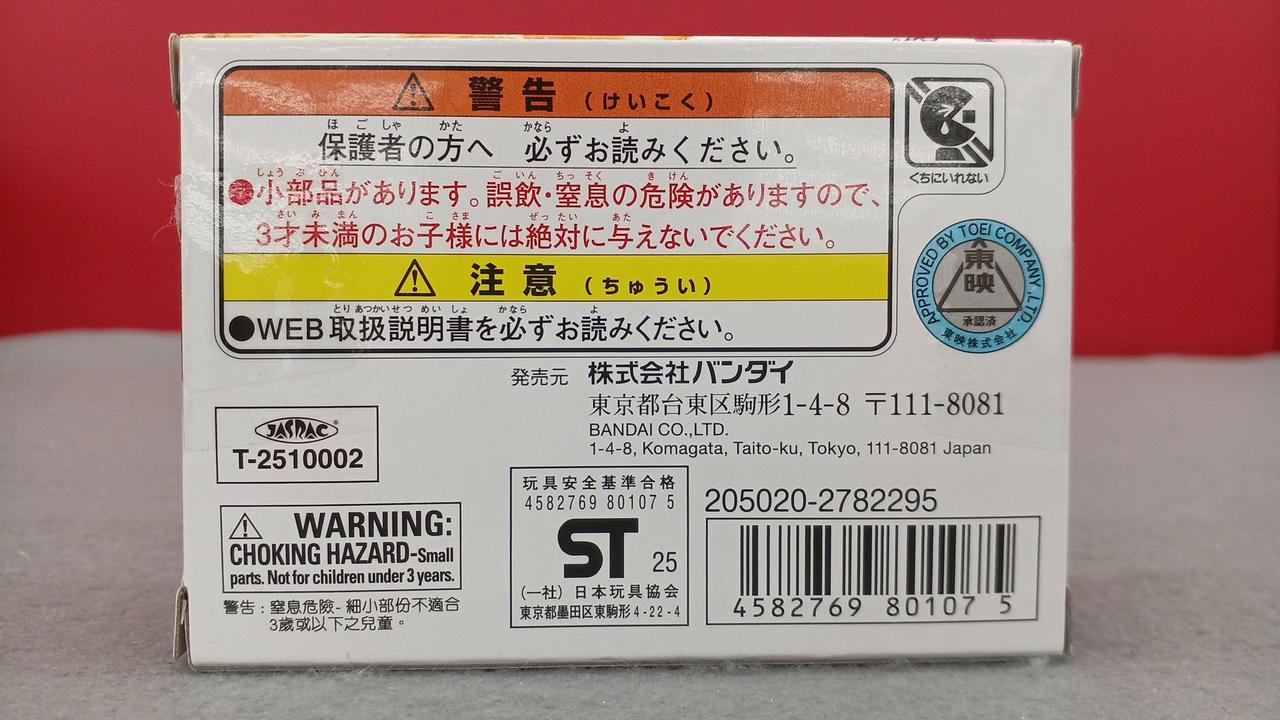 警告（けいこく）
保護者の方へ 必ずお読みください。
●小部品があります。誤飲・窒息の危険がありますので、
3才未満のお子様には絶対に与えないでください。
注意（ちゅうい）
●WEB取扱説明書を必ずお読みください。
くちにいれない
APPROVED BY TOEI COMPANY, LTD.
東映
承認済
東映株式会社
発売元 株式会社バンダイ
東京都台東区駒形1-4-8 〒111-8081
BANDAI CO.,LTD.
1-4-8, Komagata, Taito-ku, Tokyo, 111-8081 Japan
JASRAC®
T-2510002
WARNING:
CHOKING HAZARD-Small
parts. Not for children under 3 years.
警告：窒息危險- 細小部份不適合
3歲或以下之兒童。
玩具安全基準合格
4582769 80107 5
ST 25
(一社) 日本玩具協会
東京都墨田区東駒形 4-22-4
205020-2782295
4582769 80107 5